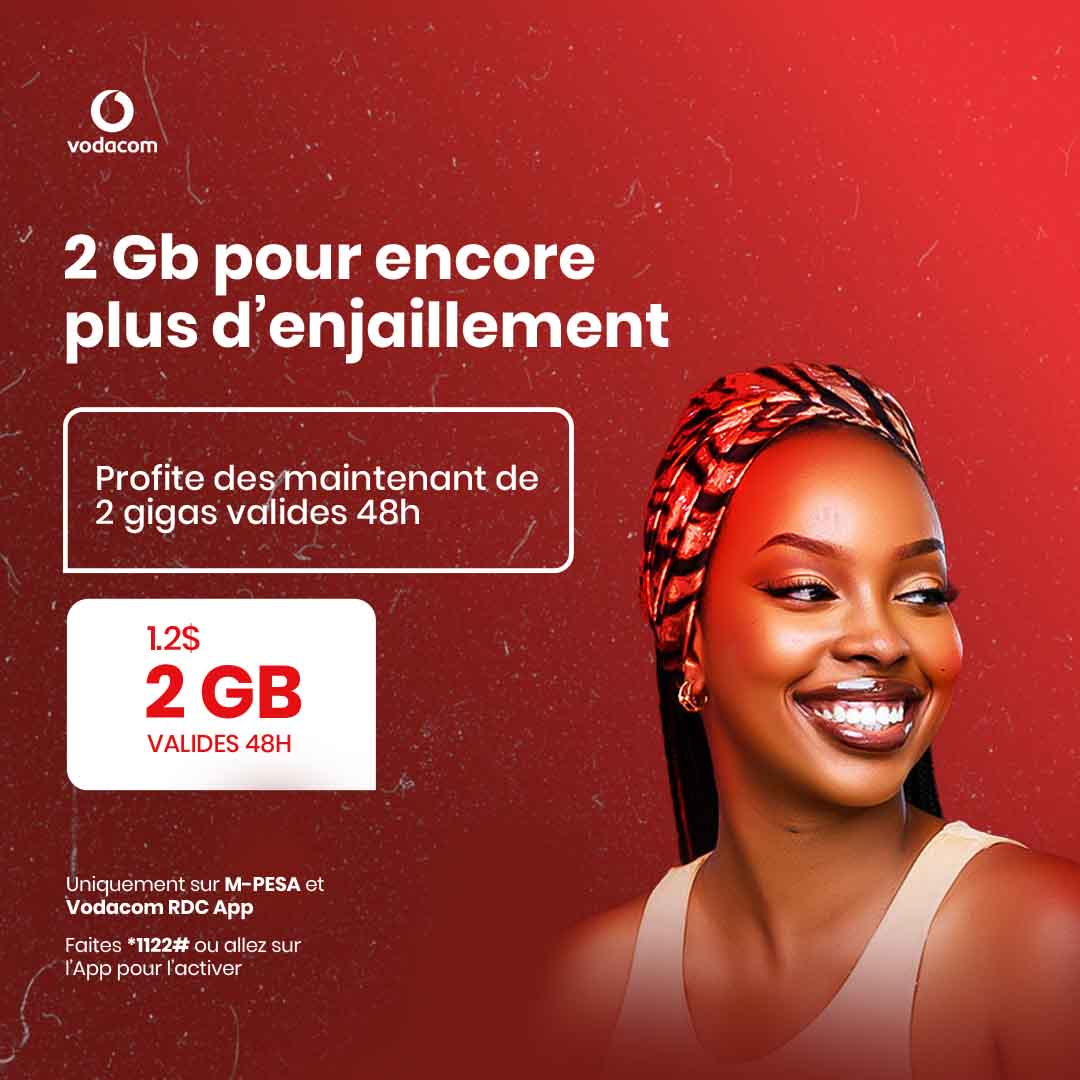 vodacom
2 Gb pour encore
plus d’enjaillement
Profite des maintenant de
2 gigas valides 48h
1.2$
2 GB
VALIDES 48H
Uniquement sur M-PESA et
Vodacom RDC App
Faites *1122# ou allez sur
l’App pour l’activer